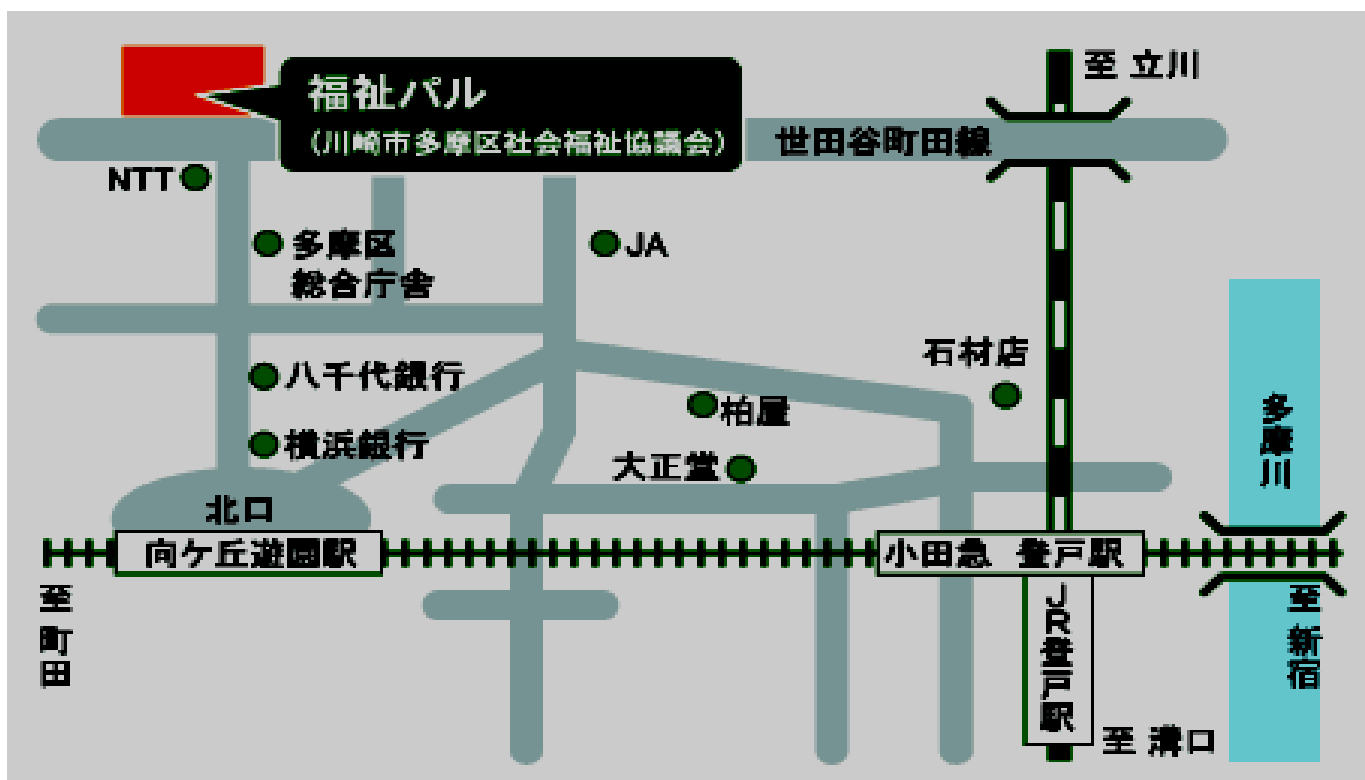 至 立川
福祉パル
(川崎市多摩区社会福祉協議会)
世田谷町田線
NTT
多摩区
総合庁舎
JA
石材店
八千代銀行
柏屋
多摩川
横浜銀行
大正堂
北口
向ケ丘遊園駅
小田急 登戸駅
至 町田
JR登戸駅
至 新宿
至 溝口